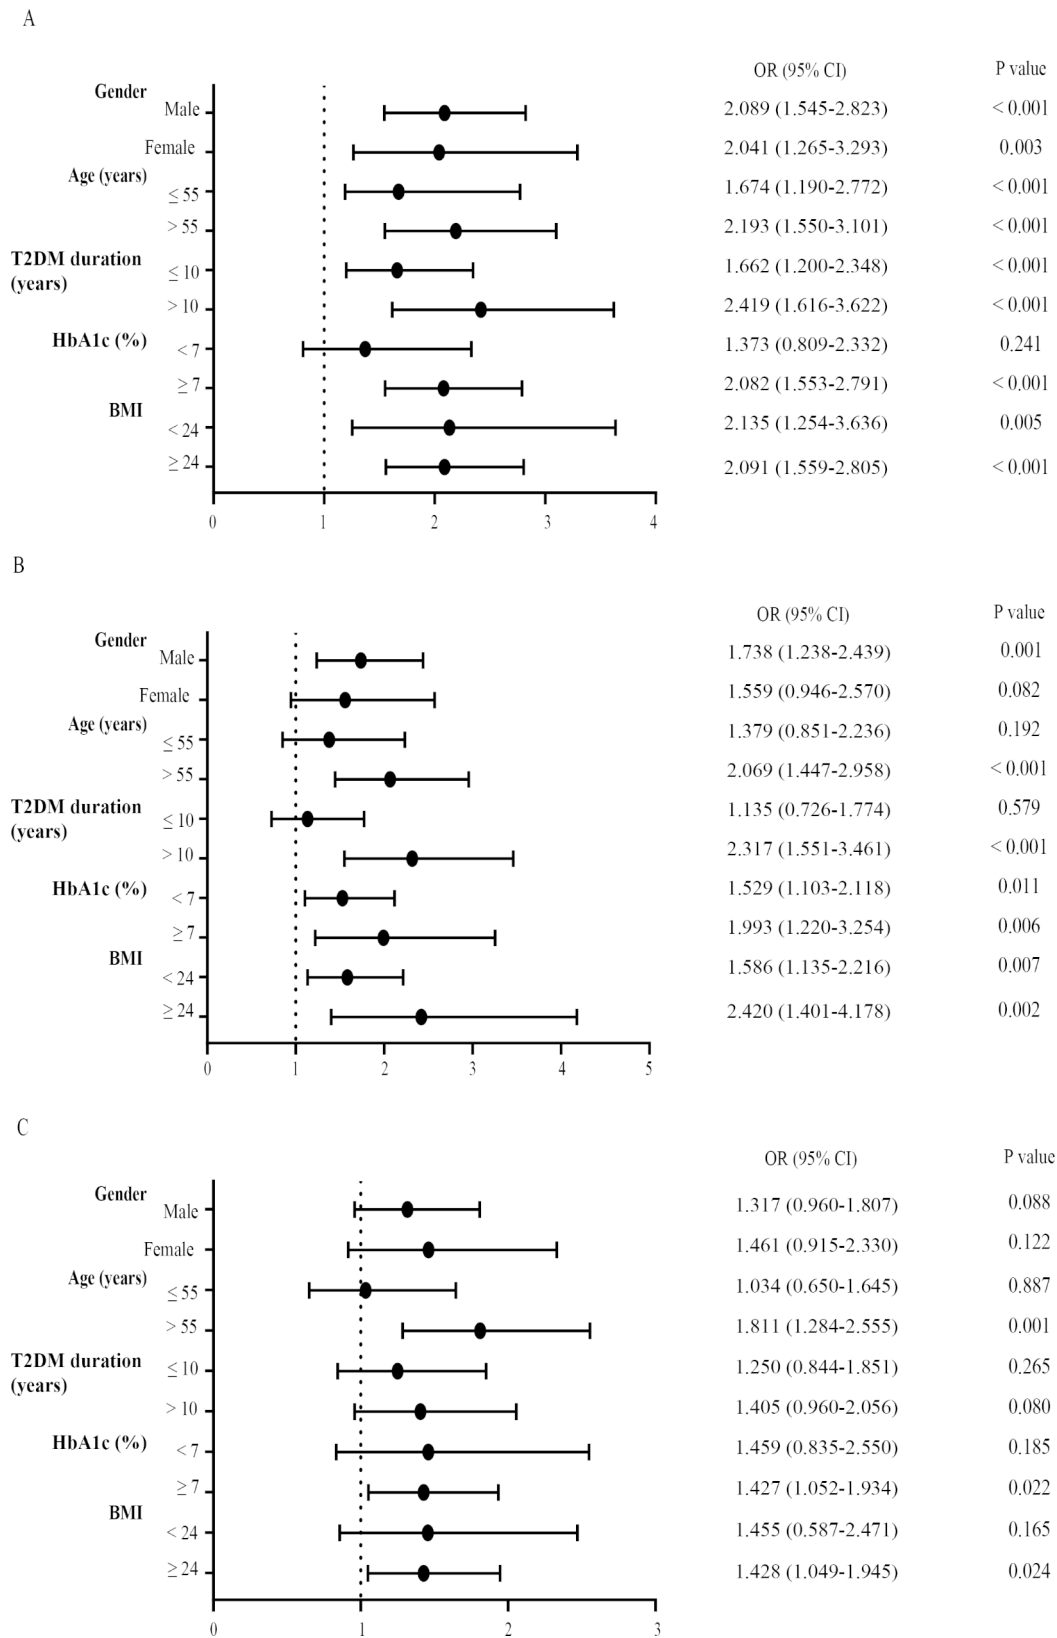 A
OR (95% CI) P value
Gender
Male 2.089 (1.545-2.823) < 0.001
Female 2.041 (1.265-3.293) 0.003
Age (years)
≤ 55 1.674 (1.190-2.772) < 0.001
> 55 2.193 (1.550-3.101) < 0.001
T2DM duration
(years)
≤ 10 1.662 (1.200-2.348) < 0.001
> 10 2.419 (1.616-3.622) < 0.001
HbA1c (%)
< 7 1.373 (0.809-2.332) 0.241
≥ 7 2.082 (1.553-2.791) < 0.001
BMI
< 24 2.135 (1.254-3.636) 0.005
≥ 24 2.091 (1.559-2.805) < 0.001
0 1 2 3 4
B
OR (95% CI) P value
Gender
Male 1.738 (1.238-2.439) 0.001
Female 1.559 (0.946-2.570) 0.082
Age (years)
≤ 55 1.379 (0.851-2.236) 0.192
> 55 2.069 (1.447-2.958) < 0.001
T2DM duration
(years)
≤ 10 1.135 (0.726-1.774) 0.579
> 10 2.317 (1.551-3.461) < 0.001
HbA1c (%)
< 7 1.529 (1.103-2.118) 0.011
≥ 7 1.993 (1.220-3.254) 0.006
BMI
< 24 1.586 (1.135-2.216) 0.007
≥ 24 2.420 (1.401-4.178) 0.002
0 1 2 3 4 5
C
OR (95% CI) P value
Gender
Male 1.317 (0.960-1.807) 0.088
Female 1.461 (0.915-2.330) 0.122
Age (years)
≤ 55 1.034 (0.650-1.645) 0.887
> 55 1.811 (1.284-2.555) 0.001
T2DM duration
(years)
≤ 10 1.250 (0.844-1.851) 0.265
> 10 1.405 (0.960-2.056) 0.080
HbA1c (%)
< 7 1.459 (0.835-2.550) 0.185
≥ 7 1.427 (1.052-1.934) 0.022
BMI
< 24 1.455 (0.587-2.471) 0.165
≥ 24 1.428 (1.049-1.945) 0.024
0 1 2 3